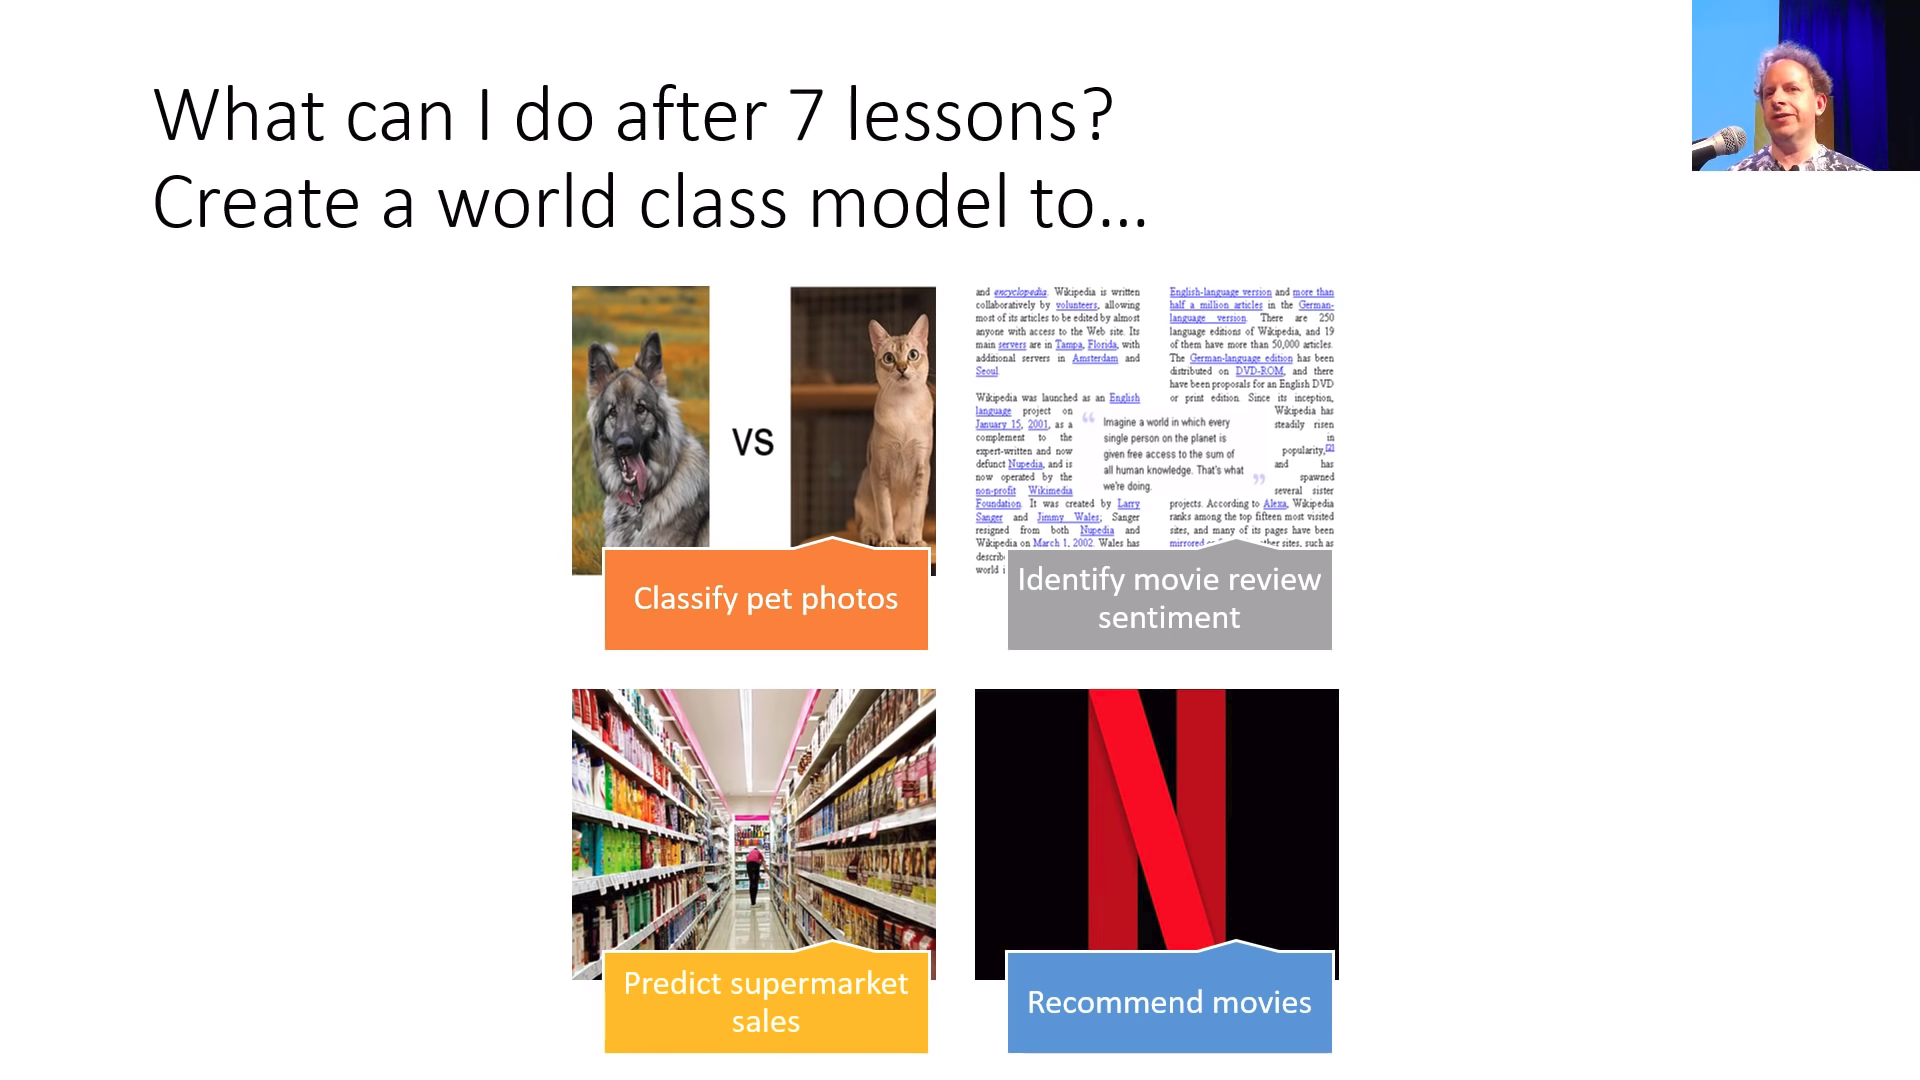 What can I do after 7 lessons?
Create a world class model to...
VS
Classify pet photos
and encyclopedia. Wikipedia is written
collaboratively by volunteers, allowing
most of its articles to be edited by almost
anyone with access to the Web site. Its
main servers are in Tampa, Florida, with
additional servers in Amsterdam and
Seoul.
Wikipedia was launched as an English
language project on
January 15, 2001, as a
complement to the
expert-written and now
defunct Nupedia, and is
now operated by the
non-profit Wikimedia
Foundation. It was created by Larry
Sanger and Jimmy Wales; Sanger
resigned from both Nupedia and
Wikipedia on March 1, 2002. Wales has
world i
“ Imagine a world in which every
single person on the planet is
given free access to the sum of
all human knowledge. That's what
we're doing. ”
English-language version and more than
half a million articles in the German-
language version. There are 250
language editions of Wikipedia, and 19
of them have more than 50,000 articles.
The German-language edition has been
distributed on DVD-ROM, and there
have been proposals for an English DVD
or print edition. Since its inception,
Wikipedia has
steadily risen
in
popularity,[2]
and has
spawned
several sister
projects. According to Alexa, Wikipedia
ranks among the top fifteen most visited
sites, and many of its pages have been
mirrored other sites, such as
Identify movie review
sentiment
Predict supermarket
sales
N
Recommend movies